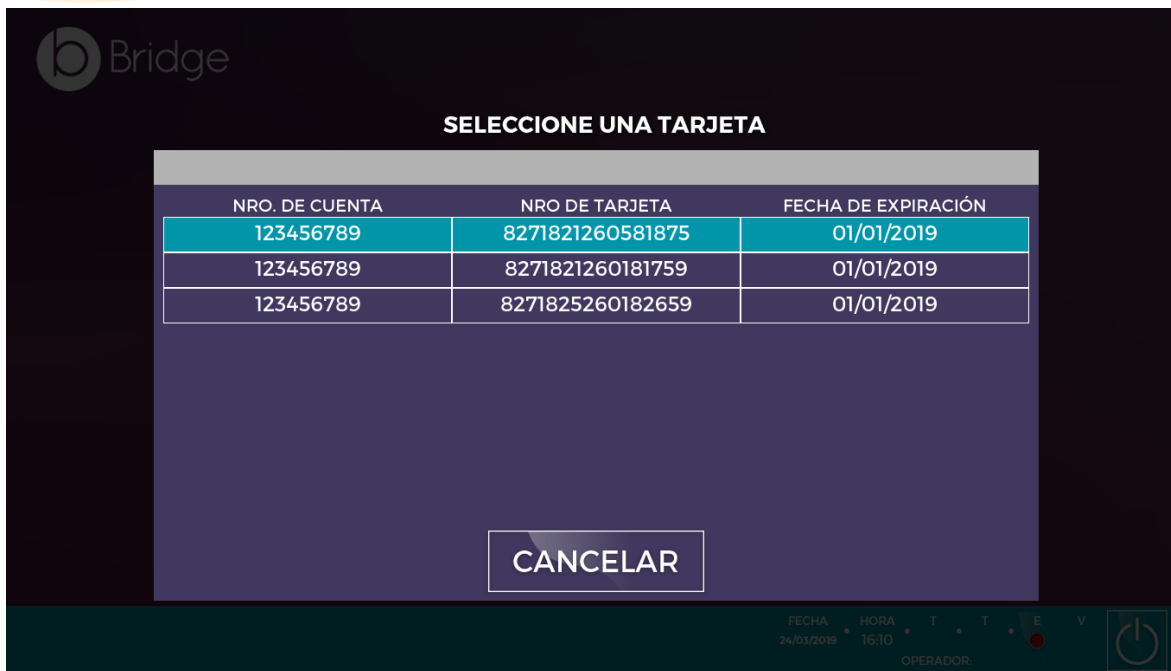 Bridge
SELECCIONE UNA TARJETA
NRO. DE CUENTA NRO DE TARJETA FECHA DE EXPIRACIÓN
123456789 8271821260581875 01/01/2019
123456789 8271821260181759 01/01/2019
123456789 8271825260182659 01/01/2019
CANCELAR
FECHA HORA T T E V
24/03/2019 16:10
OPERADOR: